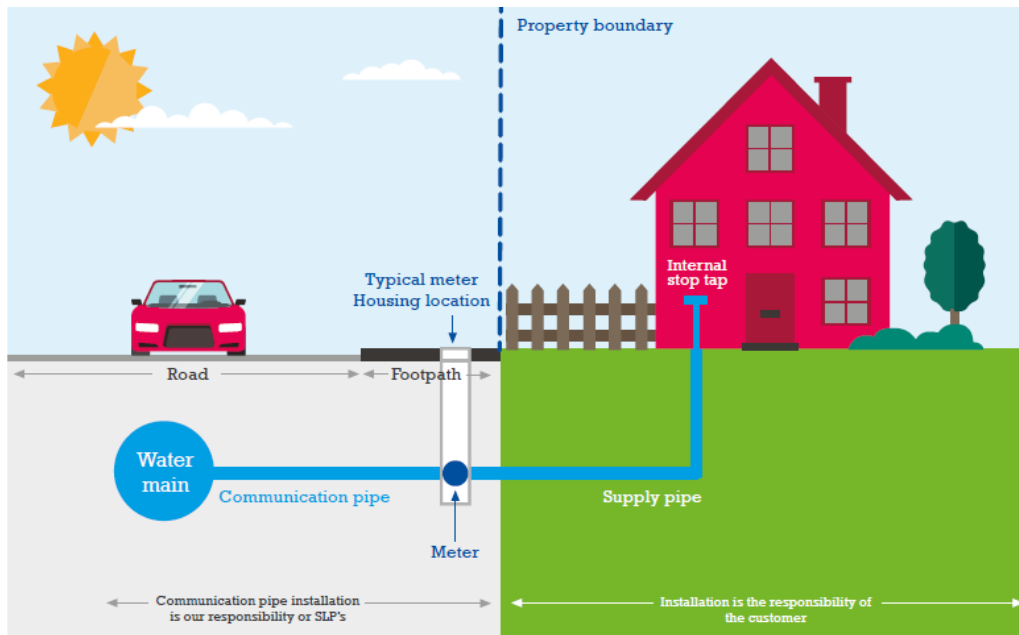 Property boundary
Typical meter
Housing location
Internal
stop tap
Road
Footpath
Water
main
Communication pipe
Supply pipe
Meter
Communication pipe installation
is our responsibility or SLP's
Installation is the responsibility of
the customer